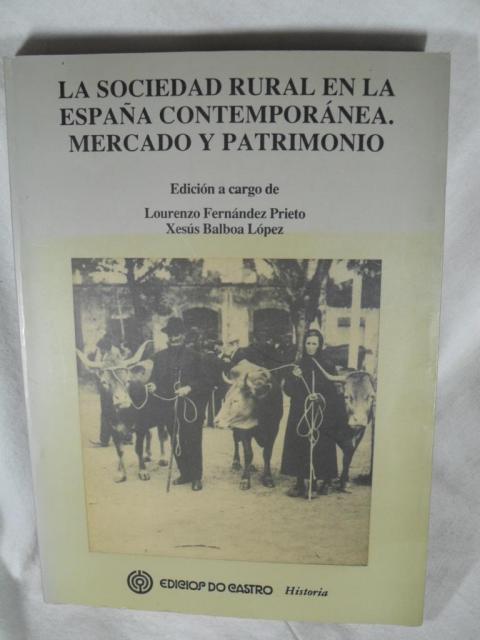 LA SOCIEDAD RURAL EN LA
ESPAÑA CONTEMPORÁNEA.
MERCADO Y PATRIMONIO
Edición a cargo de
Lourenzo Fernández Prieto
Xesús Balboa López
EDICIOS DO CASTRO Historia